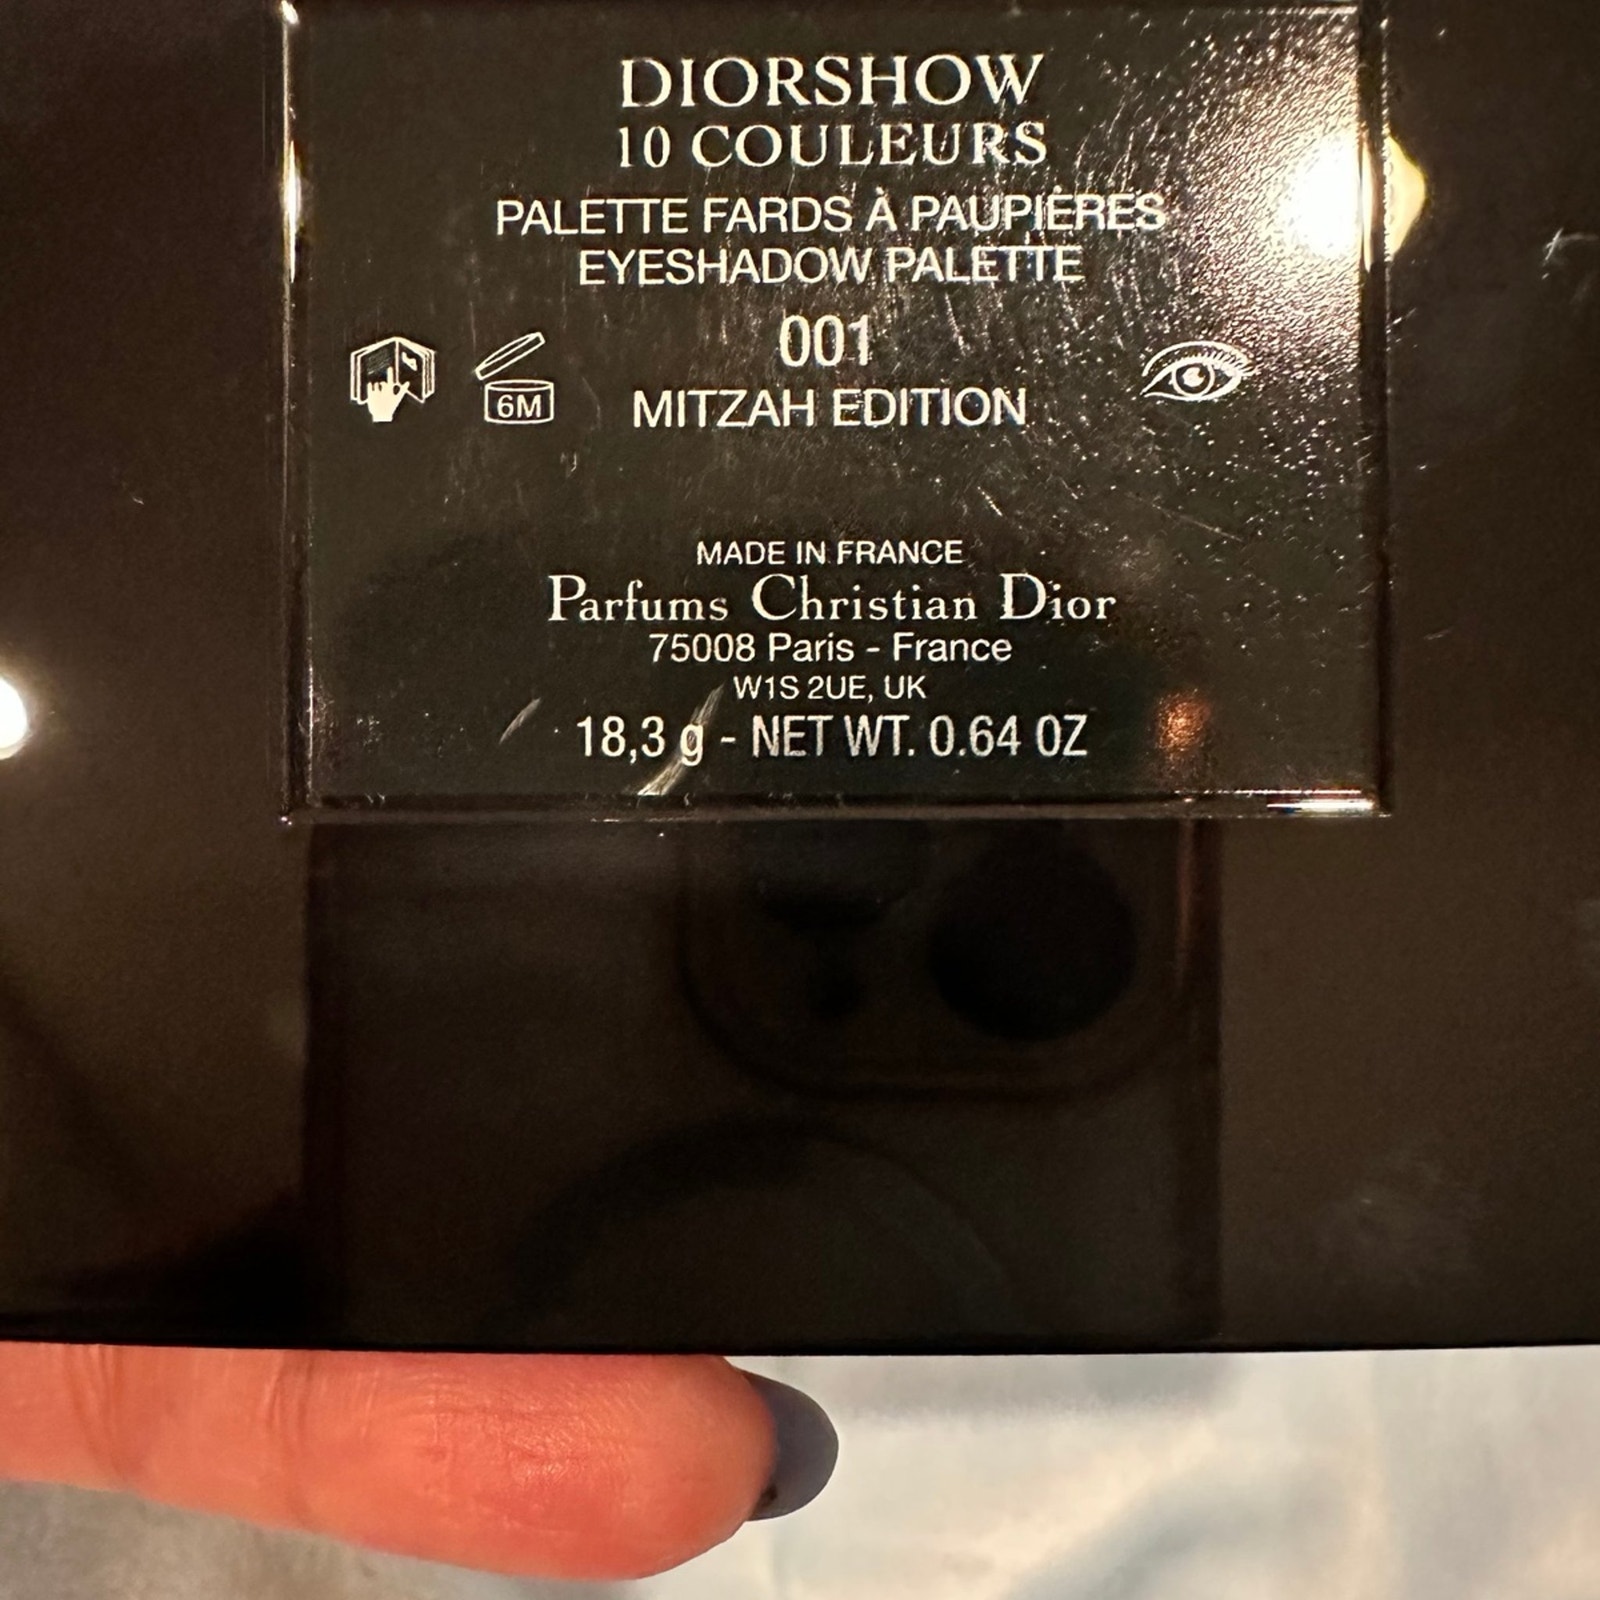 DIORSHOW
10 COULEURS
PALETTE FARDS À PAUPIÈRES
EYESHADOW PALETTE
001
6M
MITZAH EDITION
MADE IN FRANCE
Parfums Christian Dior
75008 Paris - France
W1S 2UE, UK
18,3 g - NET WT. 0.64 OZ